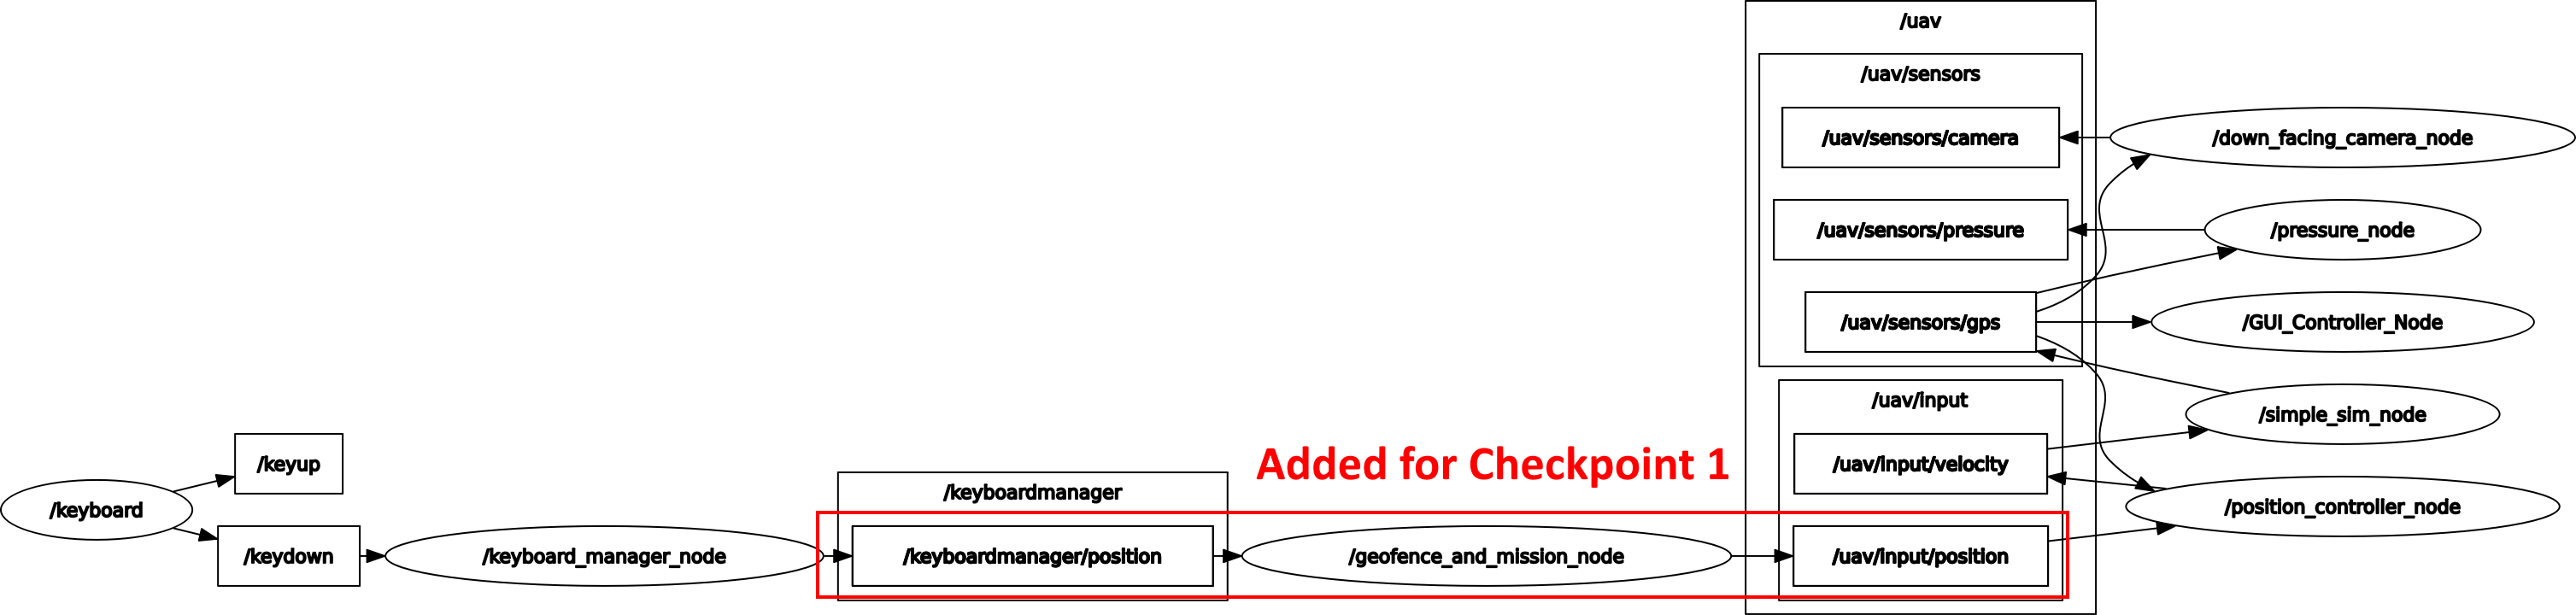 /uav
/uav/sensors
/uav/sensors/camera
/down_facing_camera_node
/uav/sensors/pressure
/pressure_node
/uav/sensors/gps
/GUI_Controller_Node
/uav/input
/simple_sim_node
/keyup
Added for Checkpoint 1
/uav/input/velocity
/keyboardmanager
/keyboard
/position_controller_node
/keydown
/keyboard_manager_node
/keyboardmanager/position
/geofence_and_mission_node
/uav/input/position